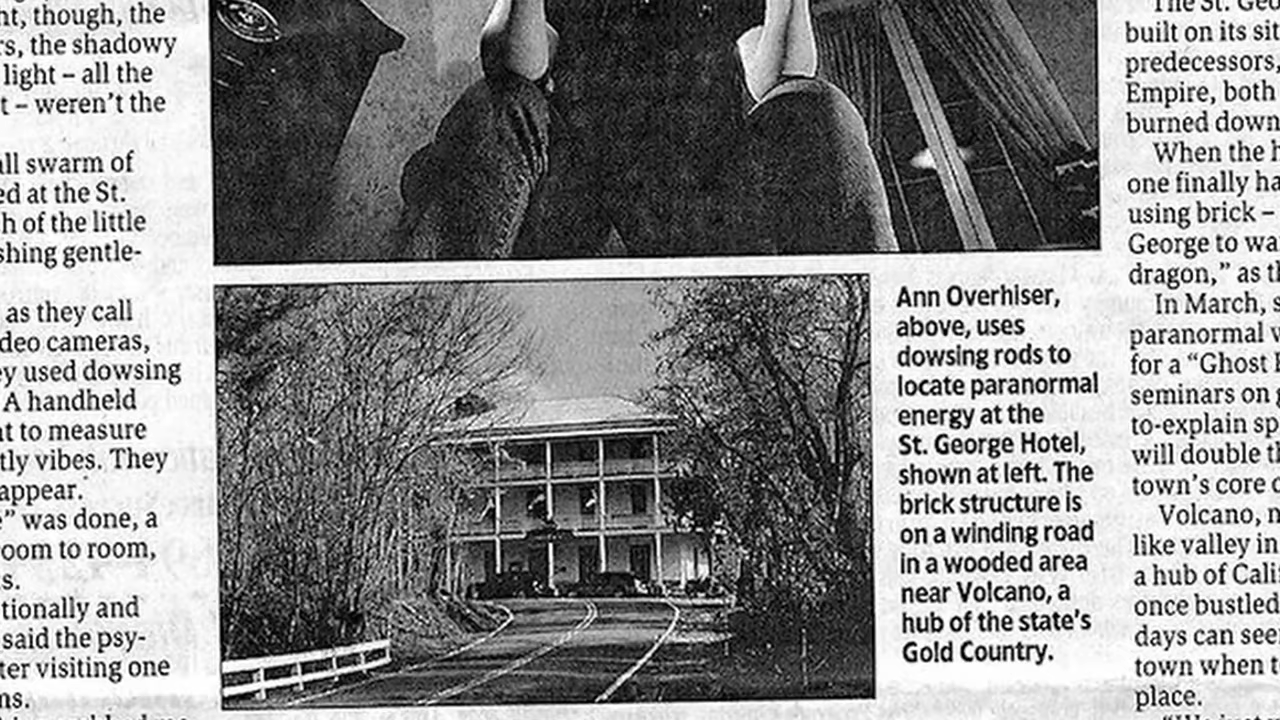 nt, though, the
rs, the shadowy
light – all the
t – weren't the
all swarm of
ed at the St.
h of the little
shing gentle-
as they call
deo cameras,
ey used dowsing
A handheld
nt to measure
tly vibes. They
appear.
e" was done, a
room to room,
s.
tionally and
said the psy-
ter visiting one
ms.
Ann Overhiser,
above, uses
dowsing rods to
locate paranormal
energy at the
St. George Hotel,
shown at left. The
brick structure is
on a winding road
in a wooded area
near Volcano, a
hub of the state's
Gold Country.
The St. Geo
built on its sit
predecessors,
Empire, both
burned down
When the h
one finally ha
using brick –
George to wa
dragon," as th
In March, s
paranormal w
for a "Ghost
seminars on g
to-explain sp
will double th
town's core o
Volcano, n
like valley in
a hub of Cali
once bustled
days can see
town when t
place.